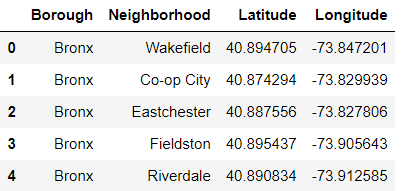 Borough Neighborhood Latitude Longitude
0 Bronx Wakefield 40.894705 -73.847201
1 Bronx Co-op City 40.874294 -73.829939
2 Bronx Eastchester 40.887556 -73.827806
3 Bronx Fieldston 40.895437 -73.905643
4 Bronx Riverdale 40.890834 -73.912585